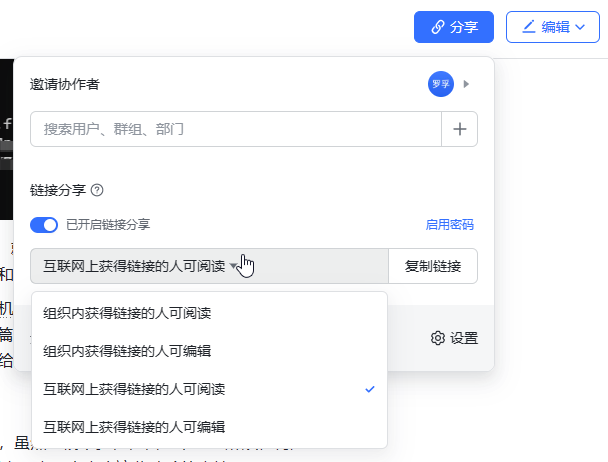 分享
编辑
邀请协作者
罗孚
搜索用户、群组、部门
链接分享
已开启链接分享
启用密码
互联网上获得链接的人可阅读
复制链接
和
机
组织内获得链接的人可阅读
篇
设置
组织内获得链接的人可编辑
给
互联网上获得链接的人可阅读
互联网上获得链接的人可编辑